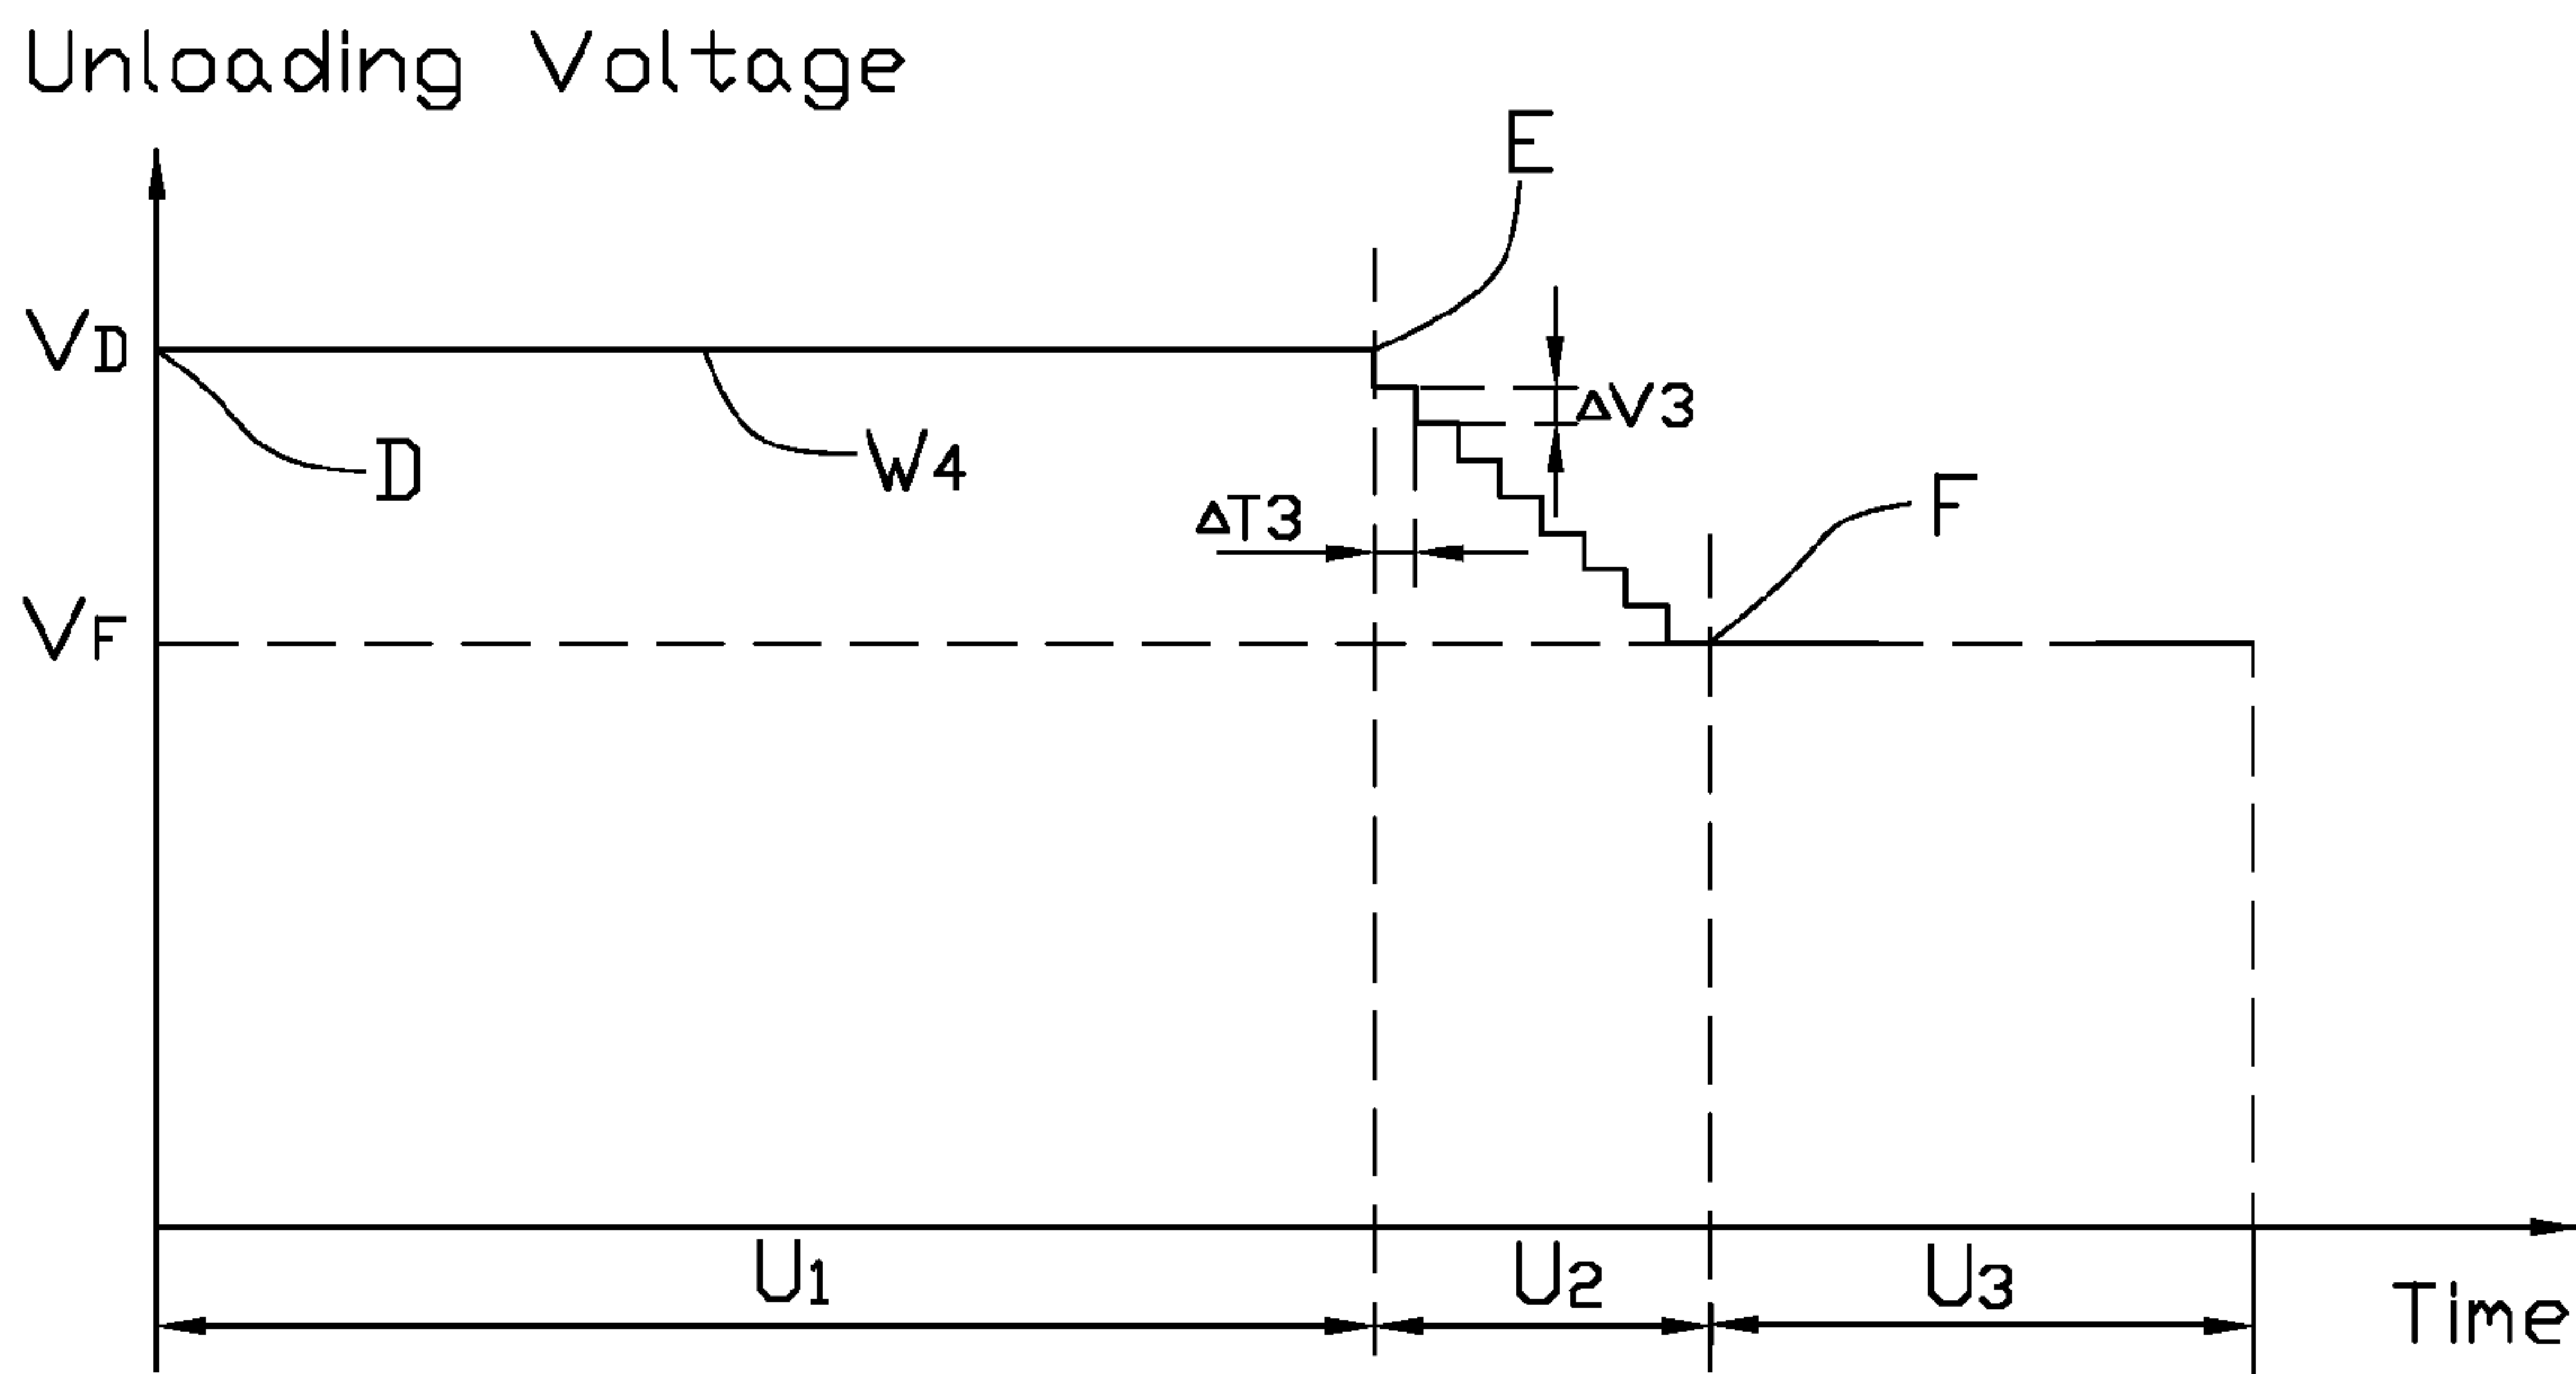 Unloading Voltage
E
VD
ΔV3
D
W4
ΔT3
F
VF
U1
U2
U3
Time